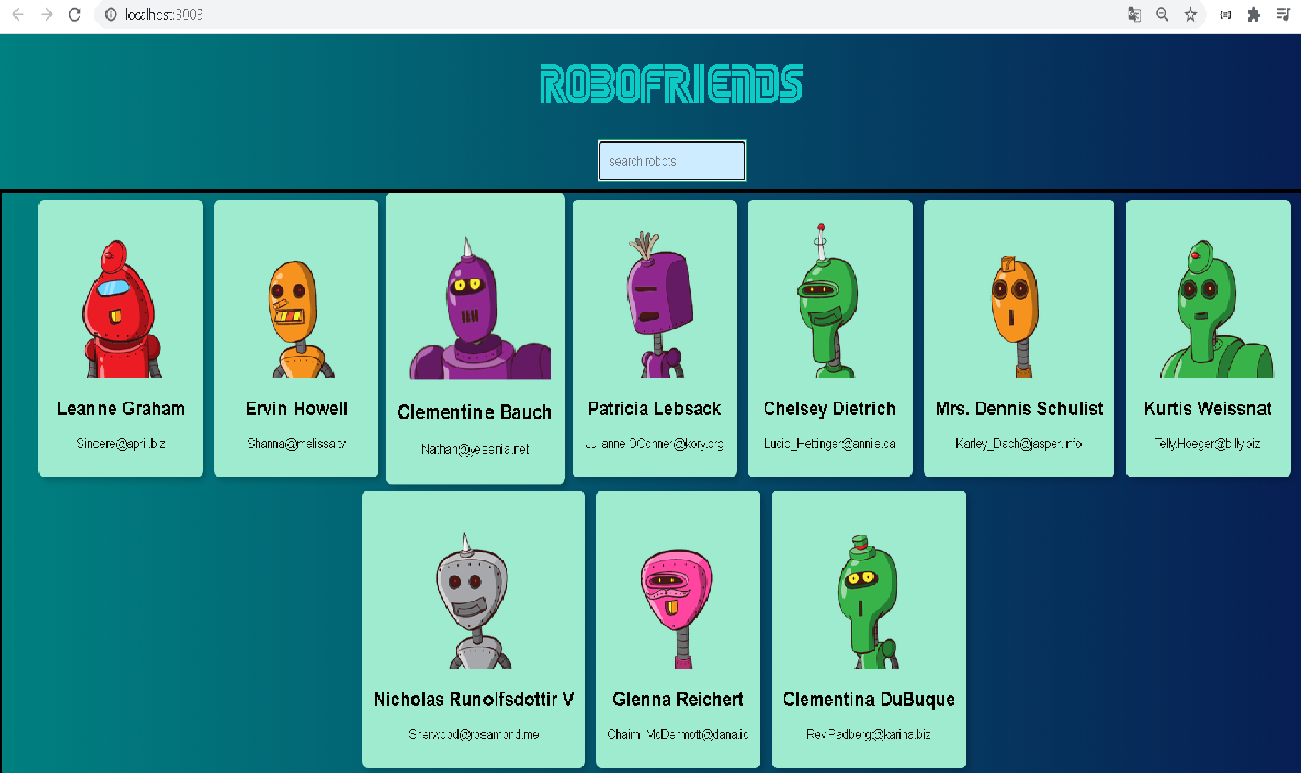 localhost:3003
ROBOFRIENDS
search robots
Leanne Graham
Sincere@april.biz
Ervin Howell
Shanna@melissa.tv
Clementine Bauch
Nathan@yesenia.net
Patricia Lebsack
Julianne.OConner@kory.org
Chelsey Dietrich
Lucio_Hettinger@annie.ca
Mrs. Dennis Schulist
Karley_Dach@jasper.info
Kurtis Weissnat
Telly.Hoeger@billy.biz
Nicholas Runolfsdottir V
Sherwood@rosamond.me
Glenna Reichert
Chaim_McDermott@dana.io
Clementina DuBuque
Rey.Padberg@karina.biz